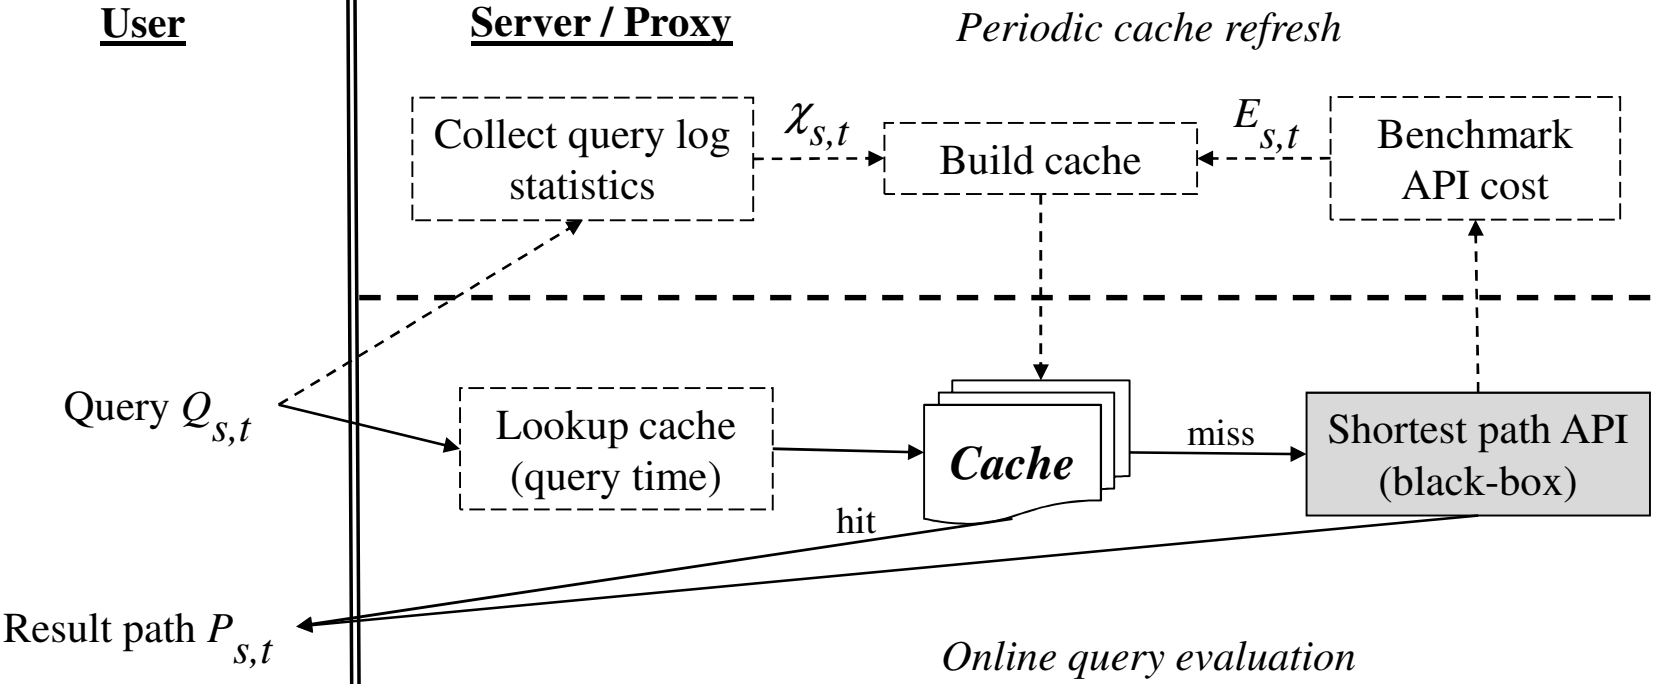 User
Server / Proxy
Periodic cache refresh
Collect query log
statistics
χs,t
Build cache
Es,t
Benchmark
API cost
Query Qs,t
Lookup cache
(query time)
Cache
miss
Shortest path API
(black-box)
hit
Result path Ps,t
Online query evaluation